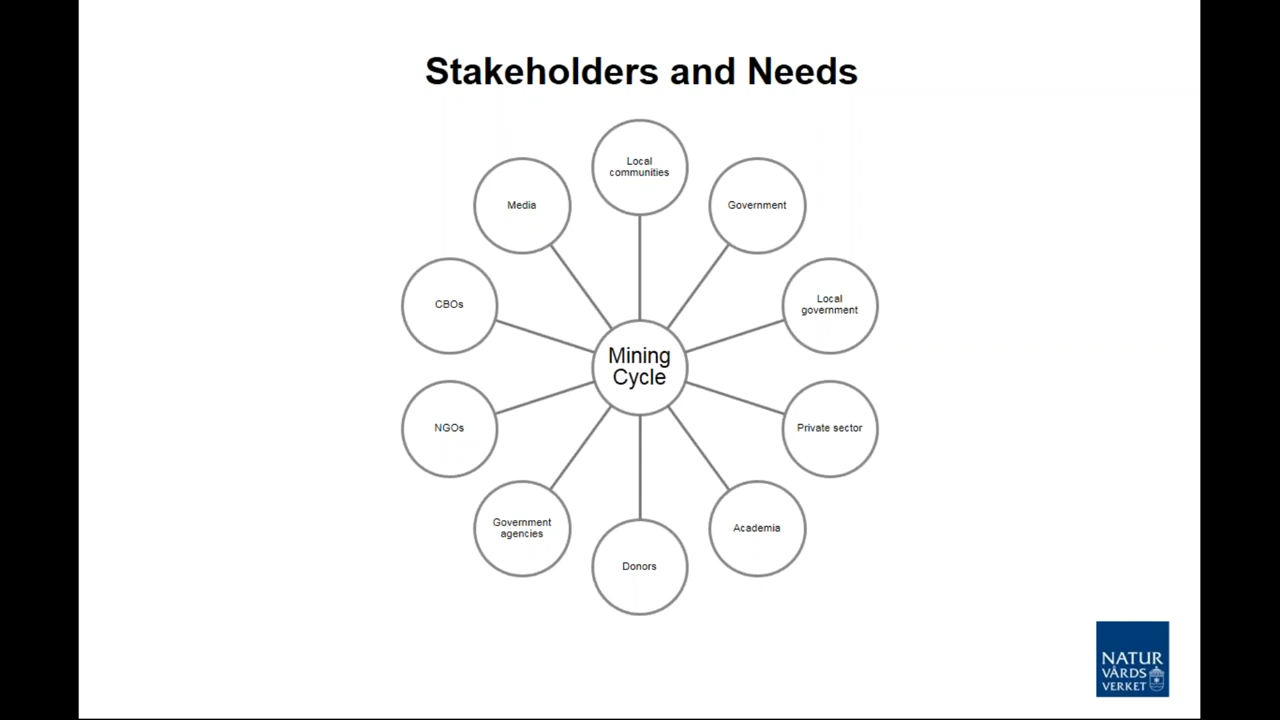 Stakeholders and Needs
Local
communities
Media
Government
CBOs
Local
government
Mining
Cycle
NGOs
Private sector
Government
agencies
Academia
Donors
NATUR
VÅRDS
VERKET